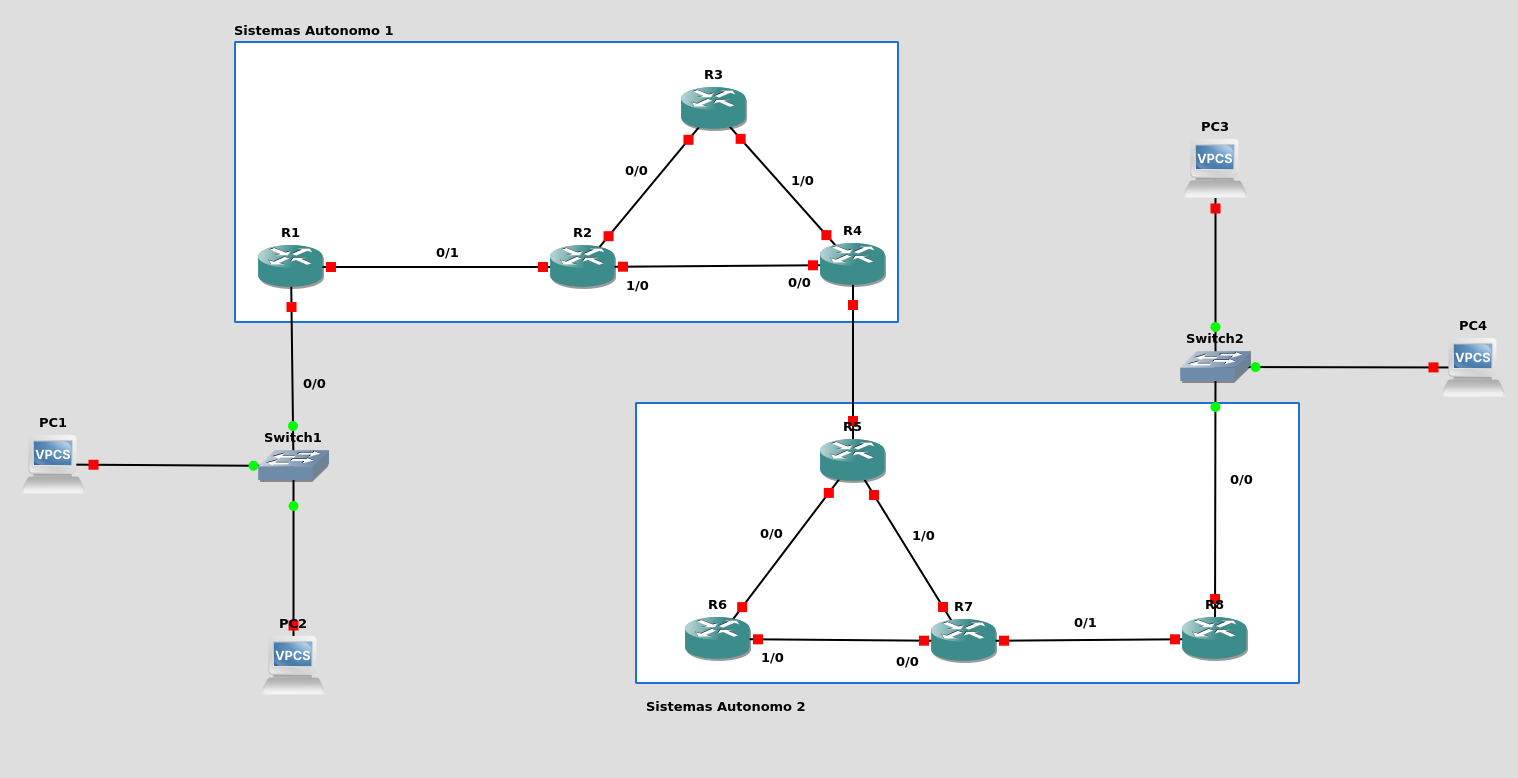 Sistemas Autonomo 1
R3
PC3
VPCS
0/0
1/0
R1
R2
R4
0/1
1/0
0/0
PC4
Switch2
VPCS
0/0
PC1
Switch1
VPCS
R5
0/0
0/0
1/0
R6
R7
R8
PC2
0/1
VPCS
1/0
0/0
Sistemas Autonomo 2